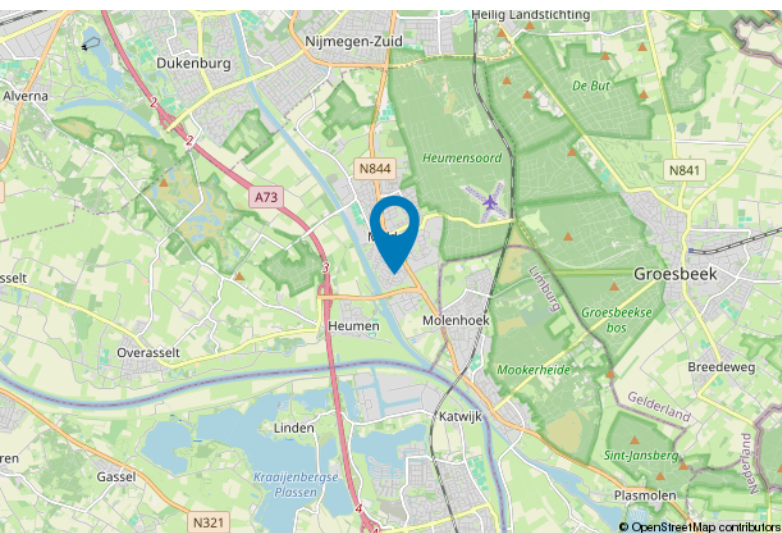 Heilig Landstichting
Nijmegen-Zuid
Dukenburg
De But
Alverna
2
2
Heumensoord
N844
N841
A73
3
Groesbeek
Limburg
Groesbeekse
bos
Molenhoek
Heumen
Overasselt
Mookerheide
Breedeweg
Gelderland
Katwijk
Linden
Nederland
Sint-Jansberg
Gassel
Kraaijenbergse
Plassen
Plasmolen
4
4
N321
© OpenStreetMap contributors